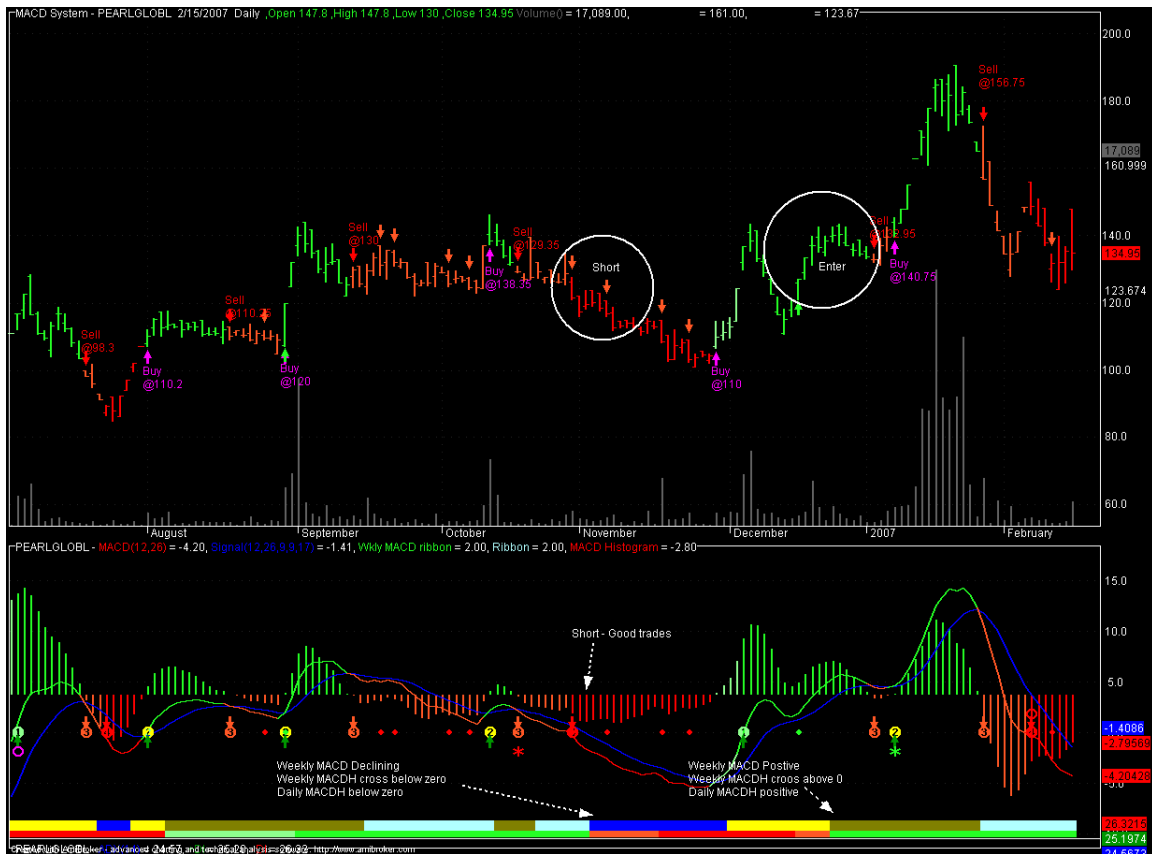 MACD System - PEARLGLOBL 2/15/2007 Daily ,Open 147.8 ,High 147.8 ,Low 130 ,Close 134.95 Volume() = 17,089.00, = 161.00, = 123.67
200.0
Sell
@156.75
180.0
17,089
160.999
Sell
@130
Sell
@129.35
Sell
140.0
134.95
Short
Enter
Buy
@138.35
Buy
@140.75
123.674
120.0
Sell
Sell
@98.3
Buy
@110.2
Buy
@120
Buy
@110
100.0
80.0
60.0
August
September
October
November
December
2007
February
PEARLGLOBL - MACD(12,26) = -4.20, Signal(12,26,9,9,17) = -1.41, Wkly MACD ribbon = 2.00, Ribbon = 2.00, MACD Histogram = -2.80
15.0
10.0
5.0
Short - Good trades
-1.4086
-4.20428
Weekly MACD Declining
Weekly MACDH cross below zero
Daily MACDH below zero
Weekly MACD Postive
Weekly MACDH croos above 0
Daily MACDH positive
26.3215
25.1974
http://www.amibroker.com